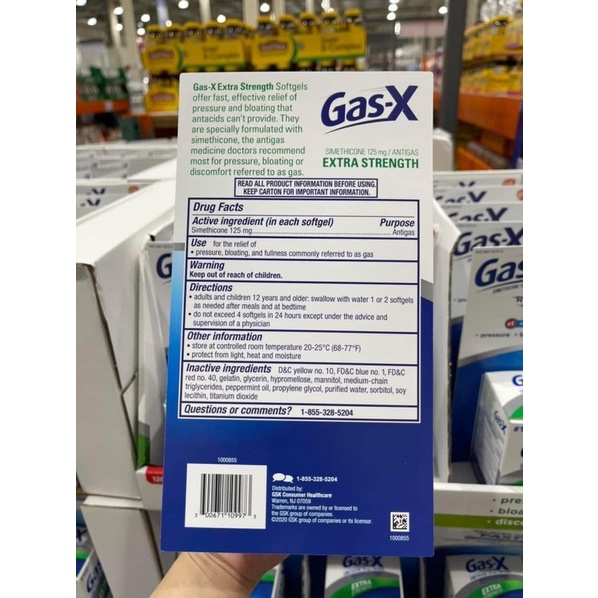 Gas-X Extra Strength Softgels
offer fast, effective relief of
pressure and bloating that
antacids can't provide. They
are specially formulated with
simethicone, the antigas
medicine doctors recommend
most for pressure, bloating or
discomfort referred to as gas.
Gas-X
SIMETHICONE 125 mg / ANTIGAS
EXTRA STRENGTH
READ ALL PRODUCT INFORMATION BEFORE USING.
KEEP CARTON FOR IMPORTANT INFORMATION.
Drug Facts
Active ingredient (in each softgel) Purpose
Simethicone 125 mg Antigas
Use for the relief of
• pressure, bloating, and fullness commonly referred to as gas
Warning
Keep out of reach of children.
Directions
• adults and children 12 years and older: swallow with water 1 or 2 softgels
as needed after meals and at bedtime
• do not exceed 4 softgels in 24 hours except under the advice and
supervision of a physician
Other information
• store at controlled room temperature 20-25°C (68-77°F)
• protect from light, heat and moisture
Inactive ingredients D&C yellow no. 10, FD&C blue no. 1, FD&C
red no. 40, gelatin, glycerin, hypromellose, mannitol, medium-chain
triglycerides, peppermint oil, propylene glycol, purified water, sorbitol, soy
lecithin, titanium dioxide
Questions or comments? 1-855-328-5204
1000855
1-855-328-5204
Distributed by:
GSK Consumer Healthcare
Warren, NJ 07059
Trademarks are owned by or licensed to
the GSK group of companies.
©2020 GSK group of companies or its licensor.
3 00671 10997 3
1000855
Gas-X
Gas-X
EXTRA
Gas-X
EXTRA